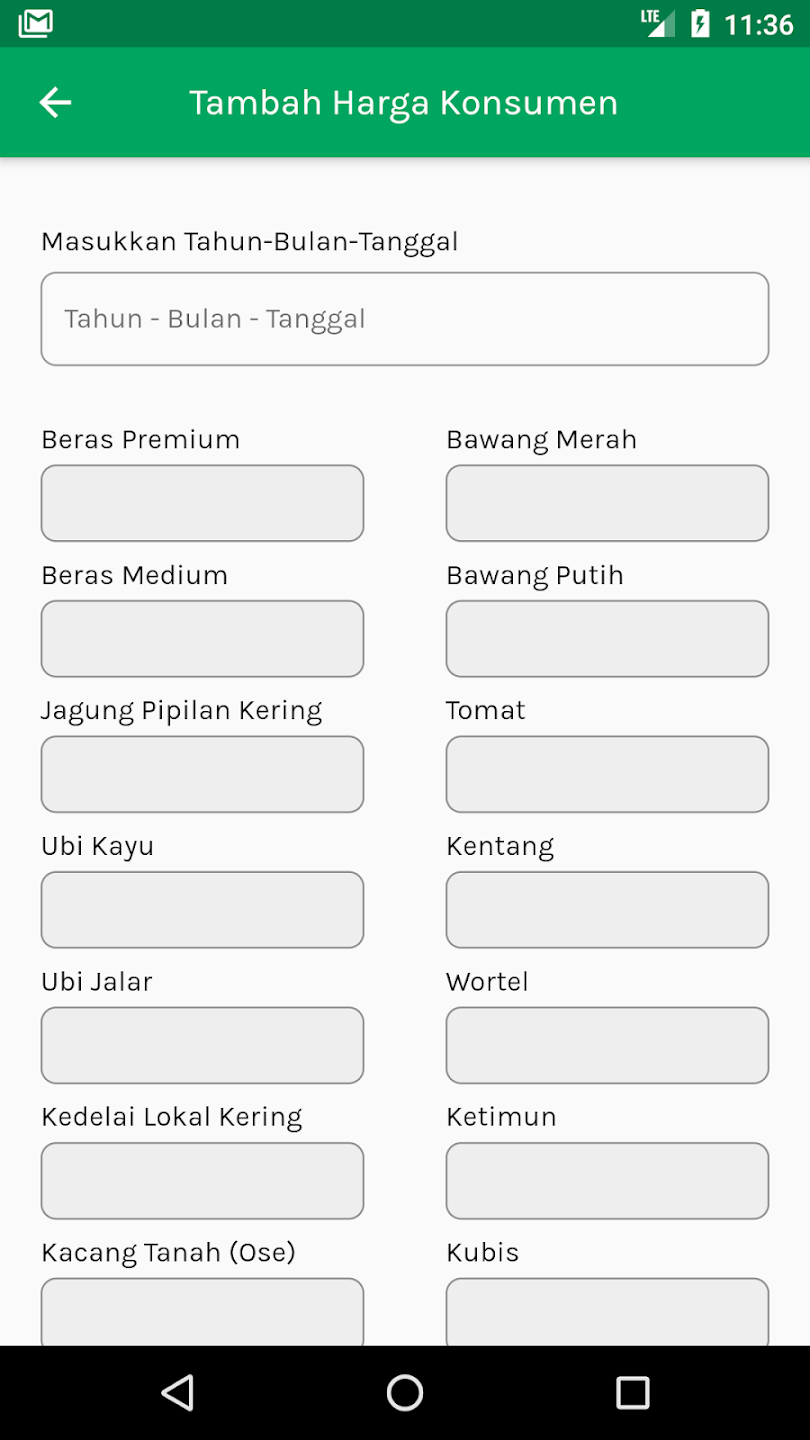 LTE 11:36
Tambah Harga Konsumen
Masukkan Tahun-Bulan-Tanggal
Tahun - Bulan - Tanggal
Beras Premium Bawang Merah
Beras Medium Bawang Putih
Jagung Pipilan Kering Tomat
Ubi Kayu Kentang
Ubi Jalar Wortel
Kedelai Lokal Kering Ketimun
Kacang Tanah (Ose) Kubis